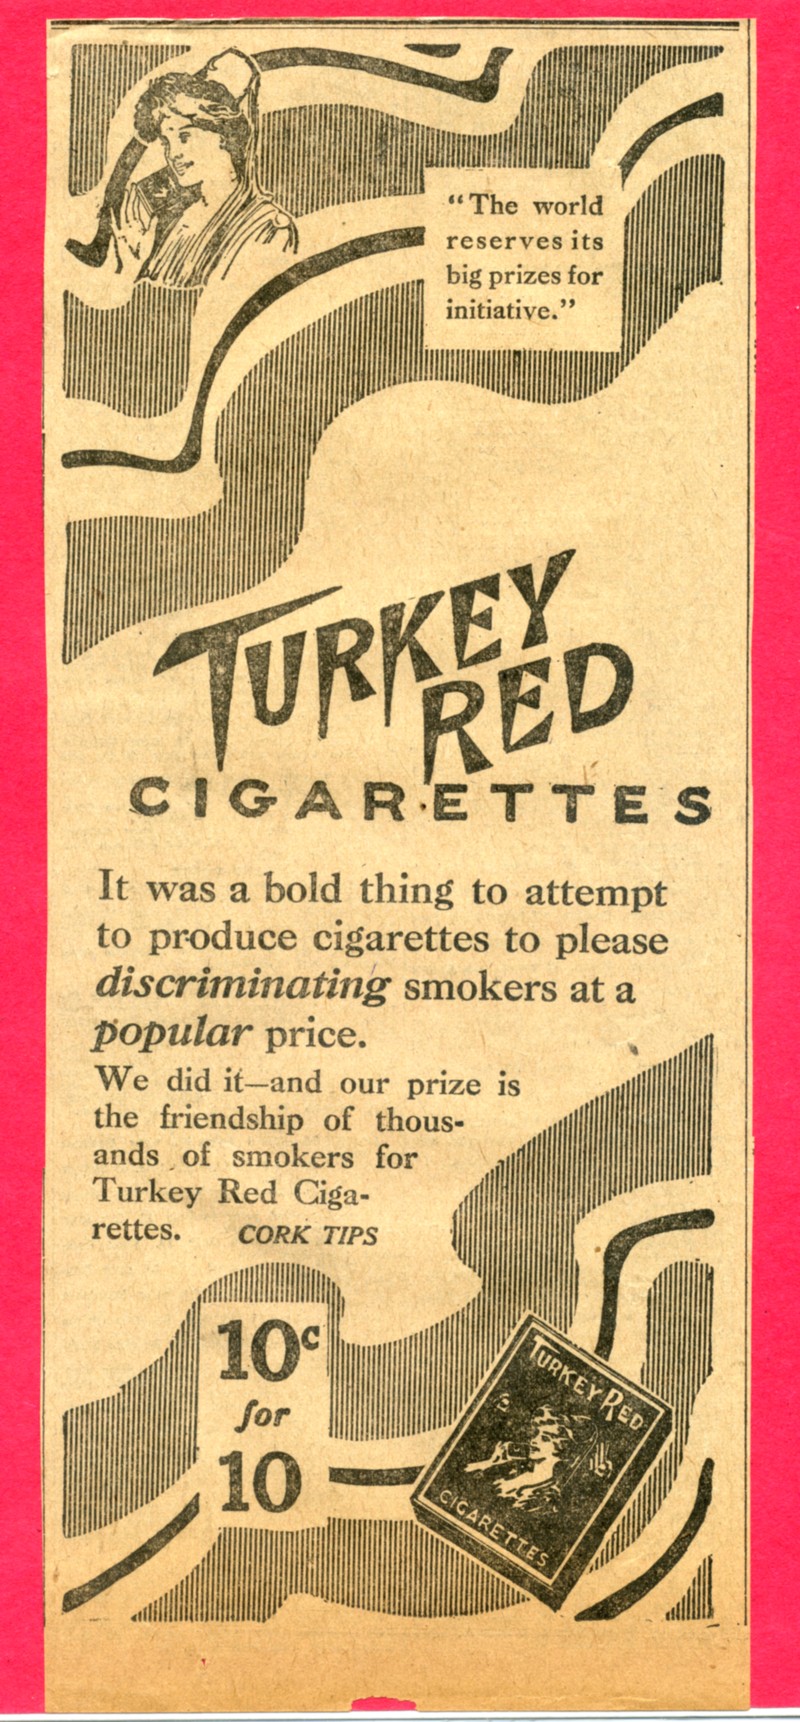 "The world
reserves its
big prizes for
initiative."
TURKEY
RED
CIGARETTES
It was a bold thing to attempt
to produce cigarettes to please
discriminating smokers at a
popular price.
We did it—and our prize is
the friendship of thous-
ands of smokers for
Turkey Red Ciga-
rettes. CORK TIPS
10c
for
10
TURKEY RED
CIGARETTES